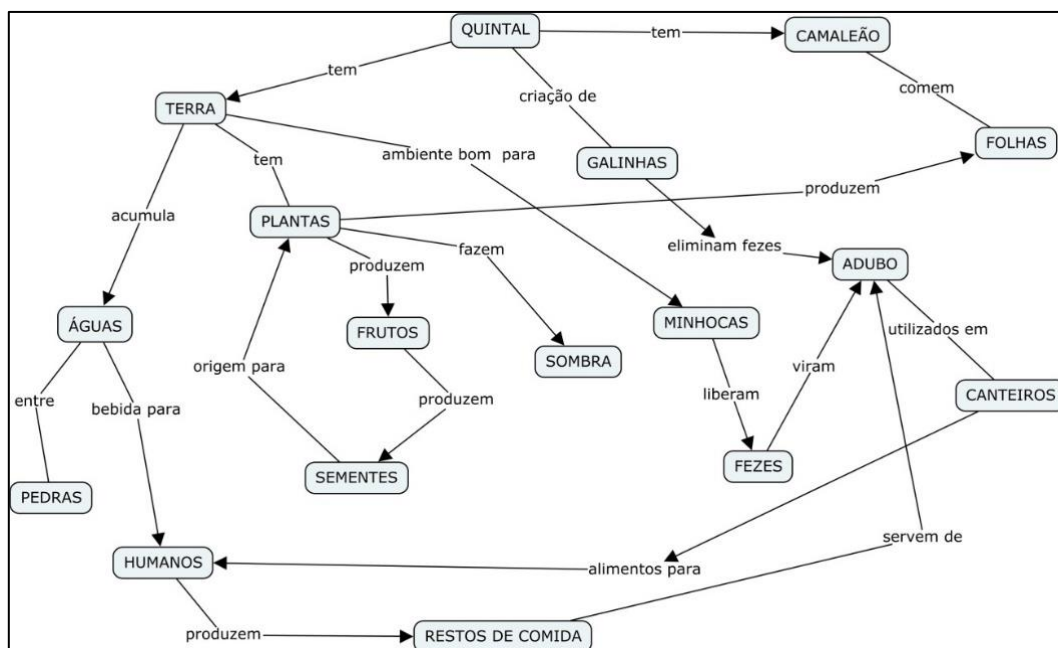 QUINTAL
tem
CAMALEÃO
tem
criação de
comem
TERRA
tem
ambiente bom para
GALINHAS
FOLHAS
produzem
acumula
PLANTAS
fazem
eliminam fezes
ADUBO
produzem
ÁGUAS
FRUTOS
MINHOCAS
utilizados em
SOMBRA
origem para
viram
entre
bebida para
produzem
liberam
CANTEIROS
SEMENTES
FEZES
PEDRAS
servem de
HUMANOS
alimentos para
produzem
RESTOS DE COMIDA